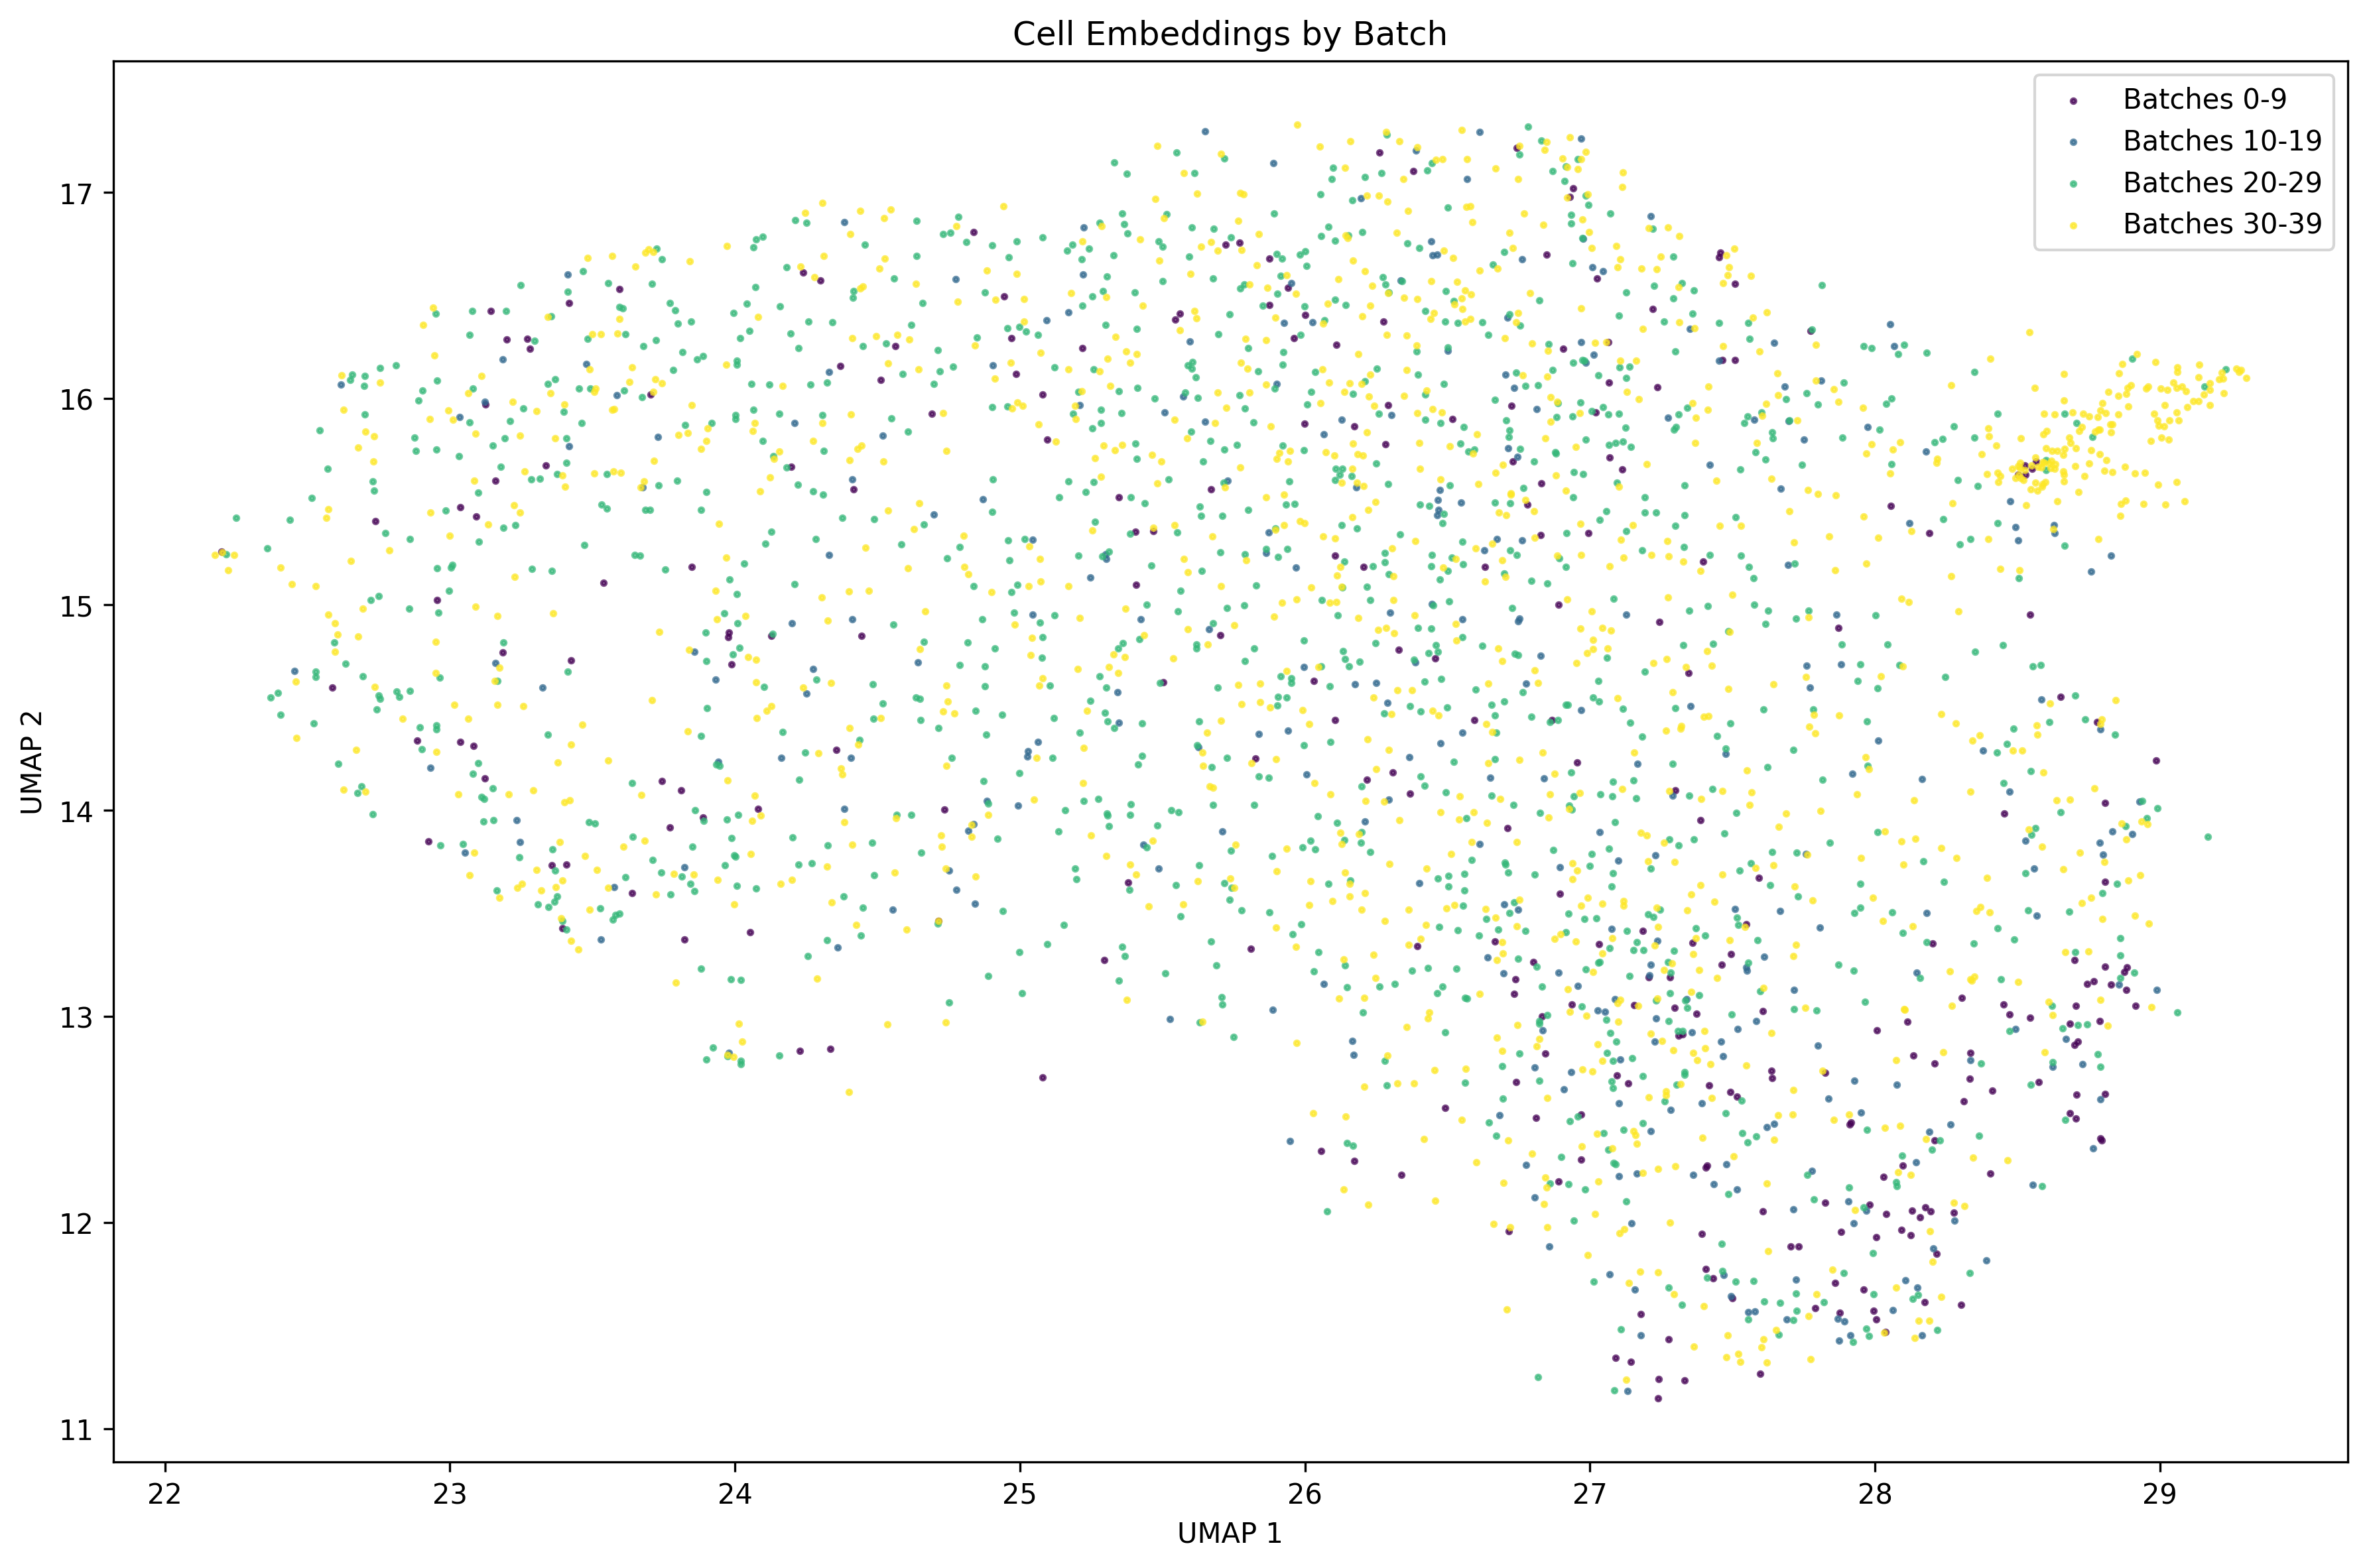 Cell Embeddings by Batch
Batches 0-9
Batches 10-19
Batches 20-29
Batches 30-39
UMAP 2
17
16
15
14
13
12
11
22 23 24 25 26 27 28 29
UMAP 1